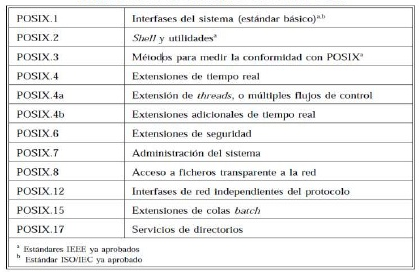 POSIX.1 Interfases del sistema (estándar básico)a,b
POSIX.2 Shell y utilidadesa
POSIX.3 Métodos para medir la conformidad con POSIXa
POSIX.4 Extensiones de tiempo real
POSIX.4a Extensión de threads, o múltiples flujos de control
POSIX.4b Extensiones adicionales de tiempo real
POSIX.6 Extensiones de seguridad
POSIX.7 Administración del sistema
POSIX.8 Acceso a ficheros transparente a la red
POSIX.12 Interfases de red independientes del protocolo
POSIX.15 Extensiones de colas batch
POSIX.17 Servicios de directorios
a Estándares IEEE ya aprobados
b Estándar ISO/IEC ya aprobado